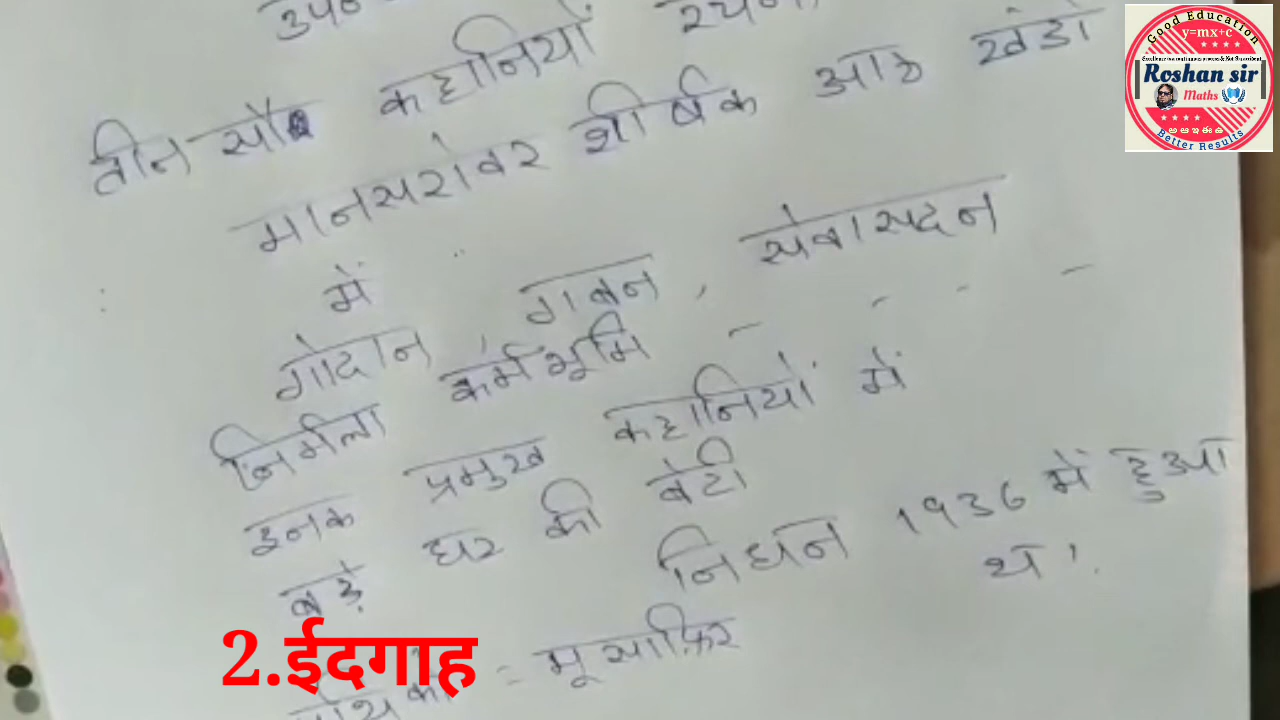 तीन सौ कहानियों
मानसरोवर शीर्षक आठ खंडो
में
गोदान , गबन , सेवासदन
निर्मला कर्मभूमि
इनक प्रमुख कहानियों में
बड़े घर की बेटी
निधन १९३६ में हुआ
था
= मूसाफ़िर
2.ईदगाह
Good Education
y=mx+c
Roshan sir
Maths
Better Results